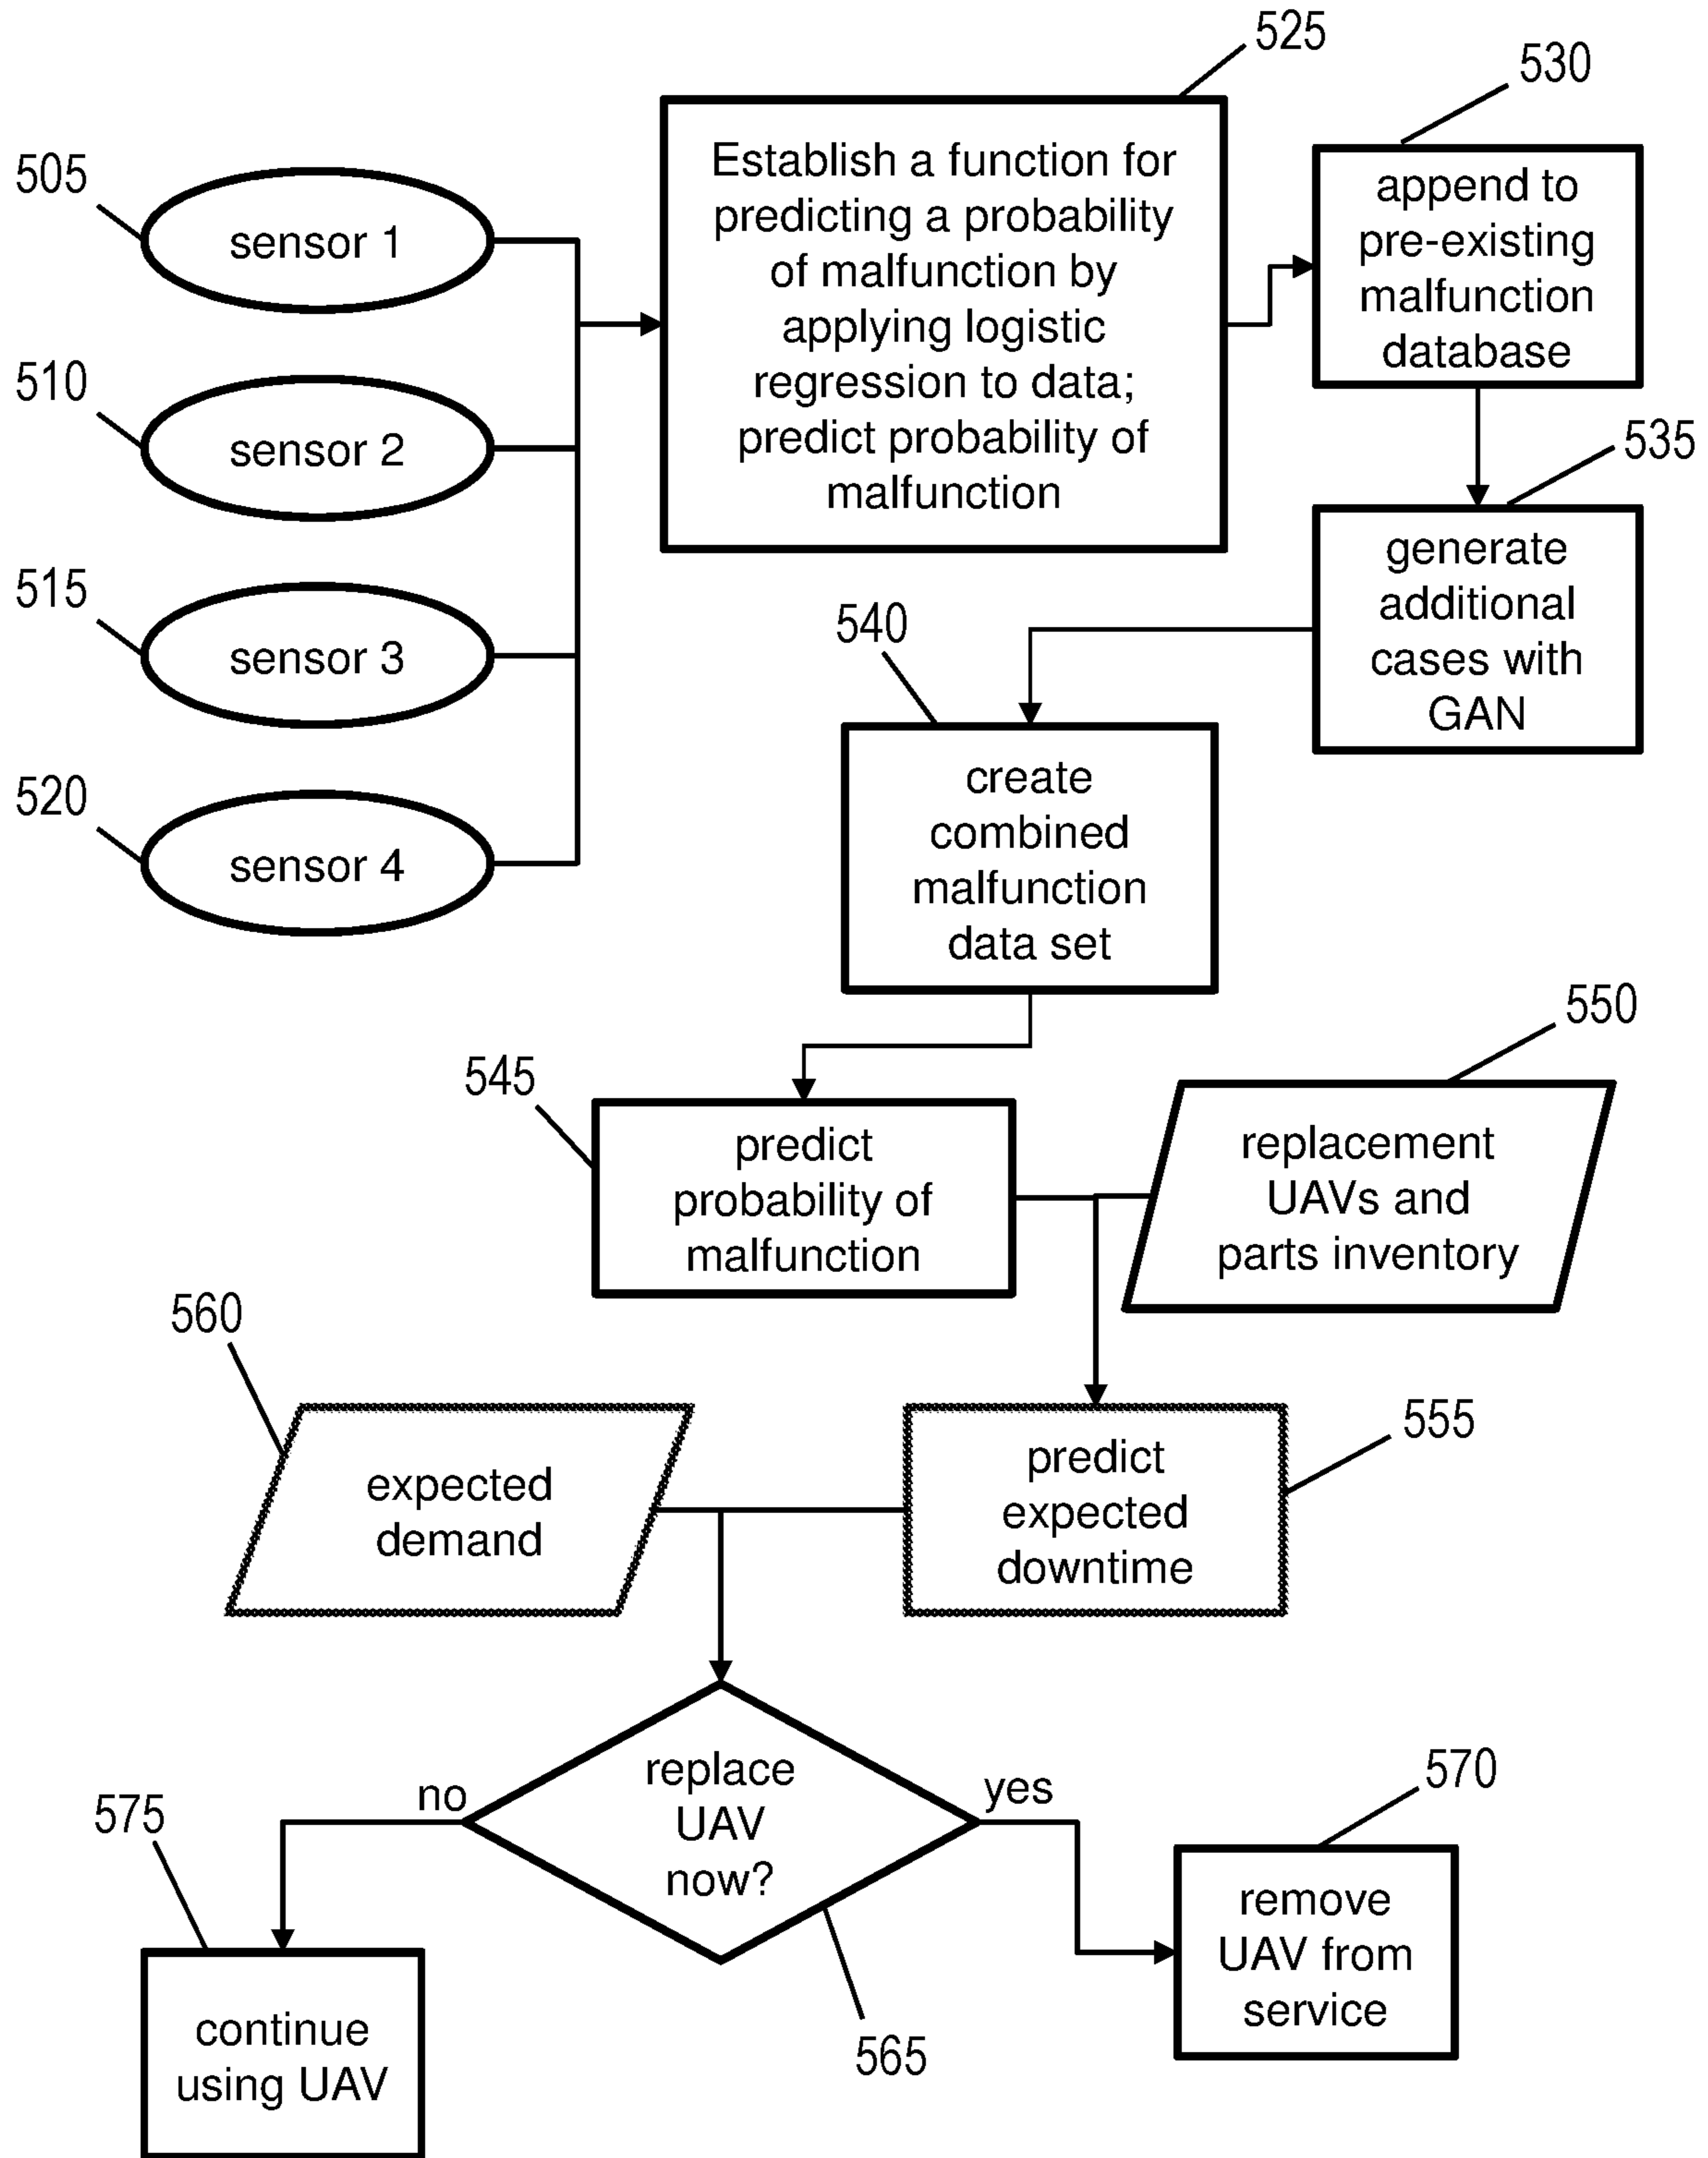 525
530
505
sensor 1
Establish a function for
predicting a probability
of malfunction by
applying logistic
regression to data;
predict probability of
malfunction
append to
pre-existing
malfunction
database
510
sensor 2
535
generate
additional
cases with
GAN
515
sensor 3
540
create
combined
malfunction
data set
520
sensor 4
550
545
predict
probability of
malfunction
replacement
UAVs and
parts inventory
560
expected
demand
555
predict
expected
downtime
replace
UAV
now?
no
yes
570
575
remove
UAV from
service
continue
using UAV
565